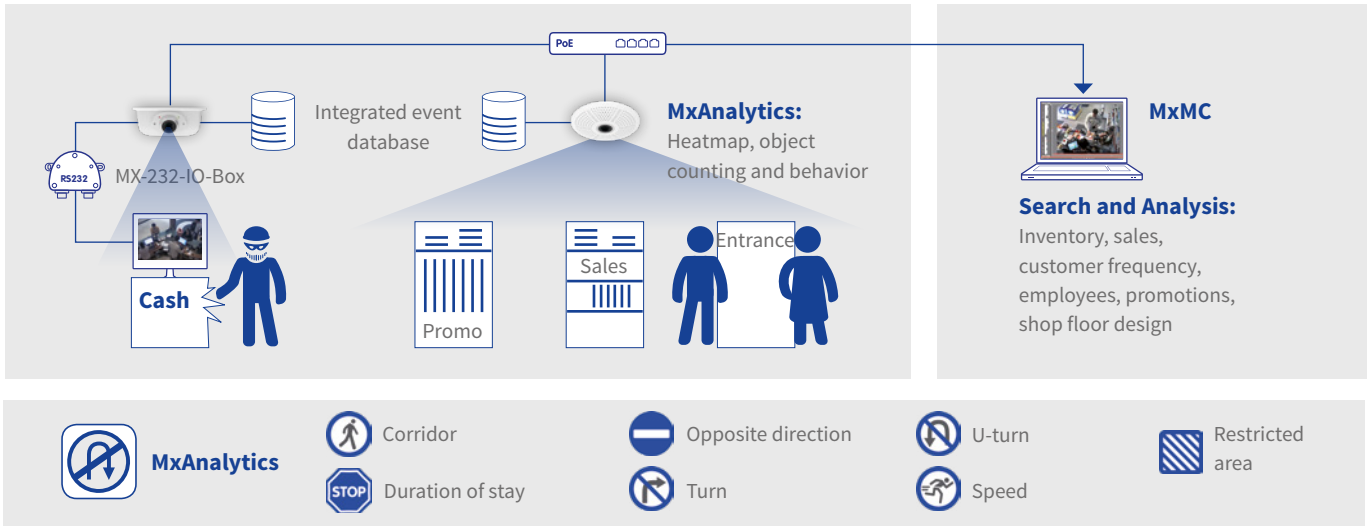 PoE
Integrated event
database
MxAnalytics:
Heatmap, object
counting and behavior
RS232
MX-232-IO-Box
Cash
Promo
Sales
Entrance
MxMC
Search and Analysis:
Inventory, sales,
customer frequency,
employees, promotions,
shop floor design
MxAnalytics
Corridor
Opposite direction
U-turn
Restricted
area
STOP
Duration of stay
Turn
Speed